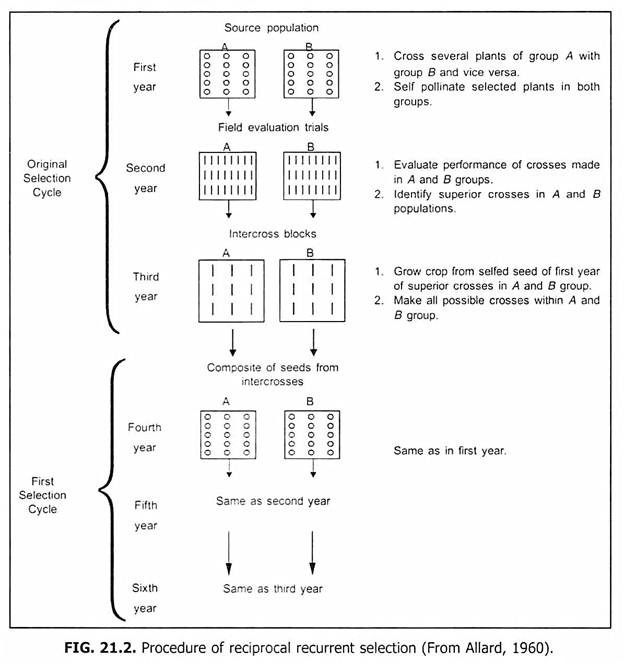 Source population
A B
First
year
1. Cross several plants of group A with
group B and vice versa.
2. Self pollinate selected plants in both
groups.
Field evaluation trials
A B
Original
Selection
Cycle
Second
year
1. Evaluate performance of crosses made
in A and B groups.
2. Identify superior crosses in A and B
populations.
Intercross blocks
A B
Third
year
1. Grow crop from selfed seed of first year
of superior crosses in A and B group.
2. Make all possible crosses within A and
B group.
Composite of seeds from
intercrosses
A B
Fourth
year
Same as in first year.
First
Selection
Cycle
Fifth
year
Same as second year
Sixth
year
Same as third year
FIG. 21.2. Procedure of reciprocal recurrent selection (From Allard, 1960).